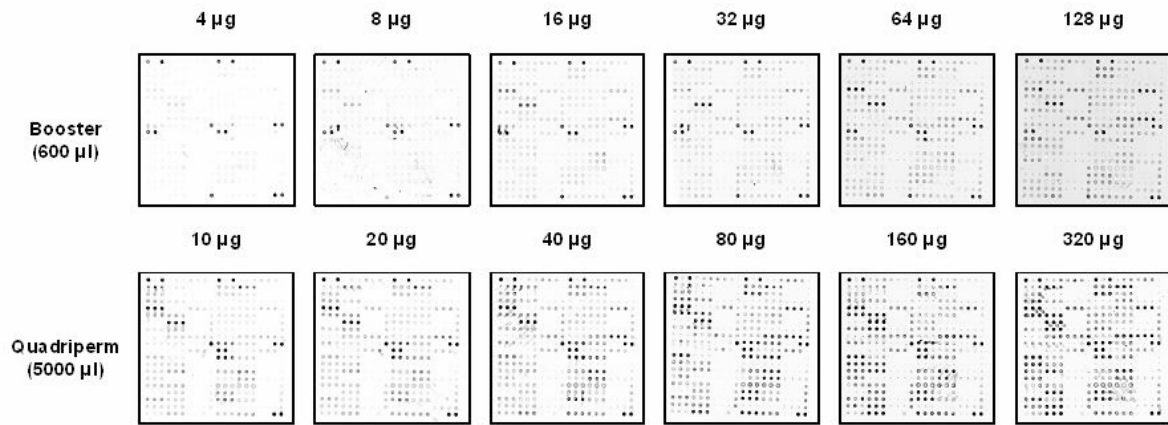 4 µg 8 µg 16 µg 32 µg 64 µg 128 µg
Booster
(600 µl)
10 µg 20 µg 40 µg 80 µg 160 µg 320 µg
Quadriperm
(5000 µl)